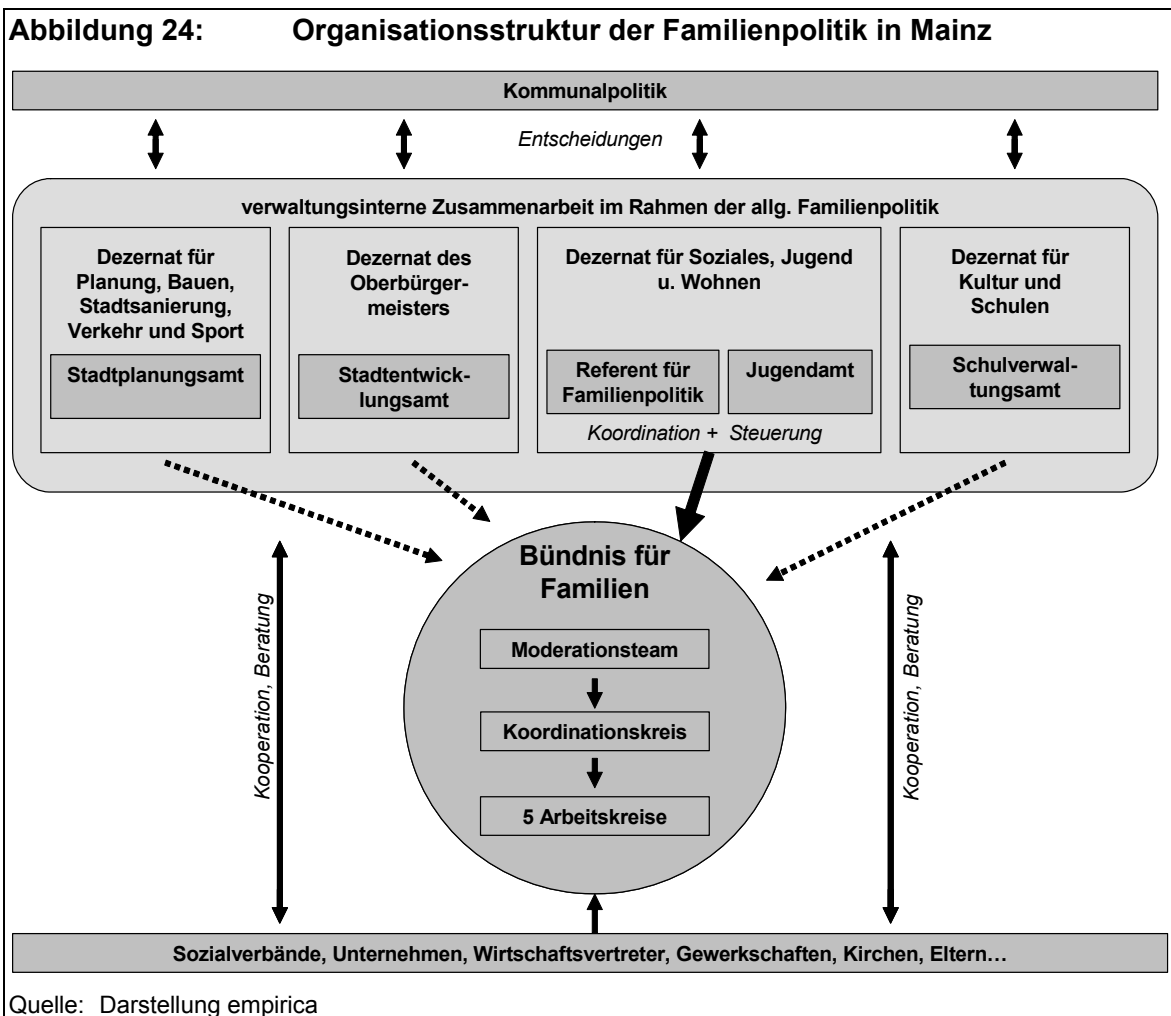 Abbildung 24: Organisationsstruktur der Familienpolitik in Mainz
Kommunalpolitik
Entscheidungen
verwaltungsinterne Zusammenarbeit im Rahmen der allg. Familienpolitik
Dezernat für
Planung, Bauen,
Stadtsanierung,
Verkehr und Sport
Stadtplanungsamt
Dezernat des
Oberbürger-
meisters
Stadtentwick-
lungsamt
Dezernat für Soziales, Jugend
u. Wohnen
Referent für
Familienpolitik
Jugendamt
Koordination + Steuerung
Dezernat für
Kultur und
Schulen
Schulverwal-
tungsamt
Kooperation, Beratung
Bündnis für
Familien
Moderationsteam
Koordinationskreis
5 Arbeitskreise
Kooperation, Beratung
Sozialverbände, Unternehmen, Wirtschaftsvertreter, Gewerkschaften, Kirchen, Eltern…
Quelle: Darstellung empirica